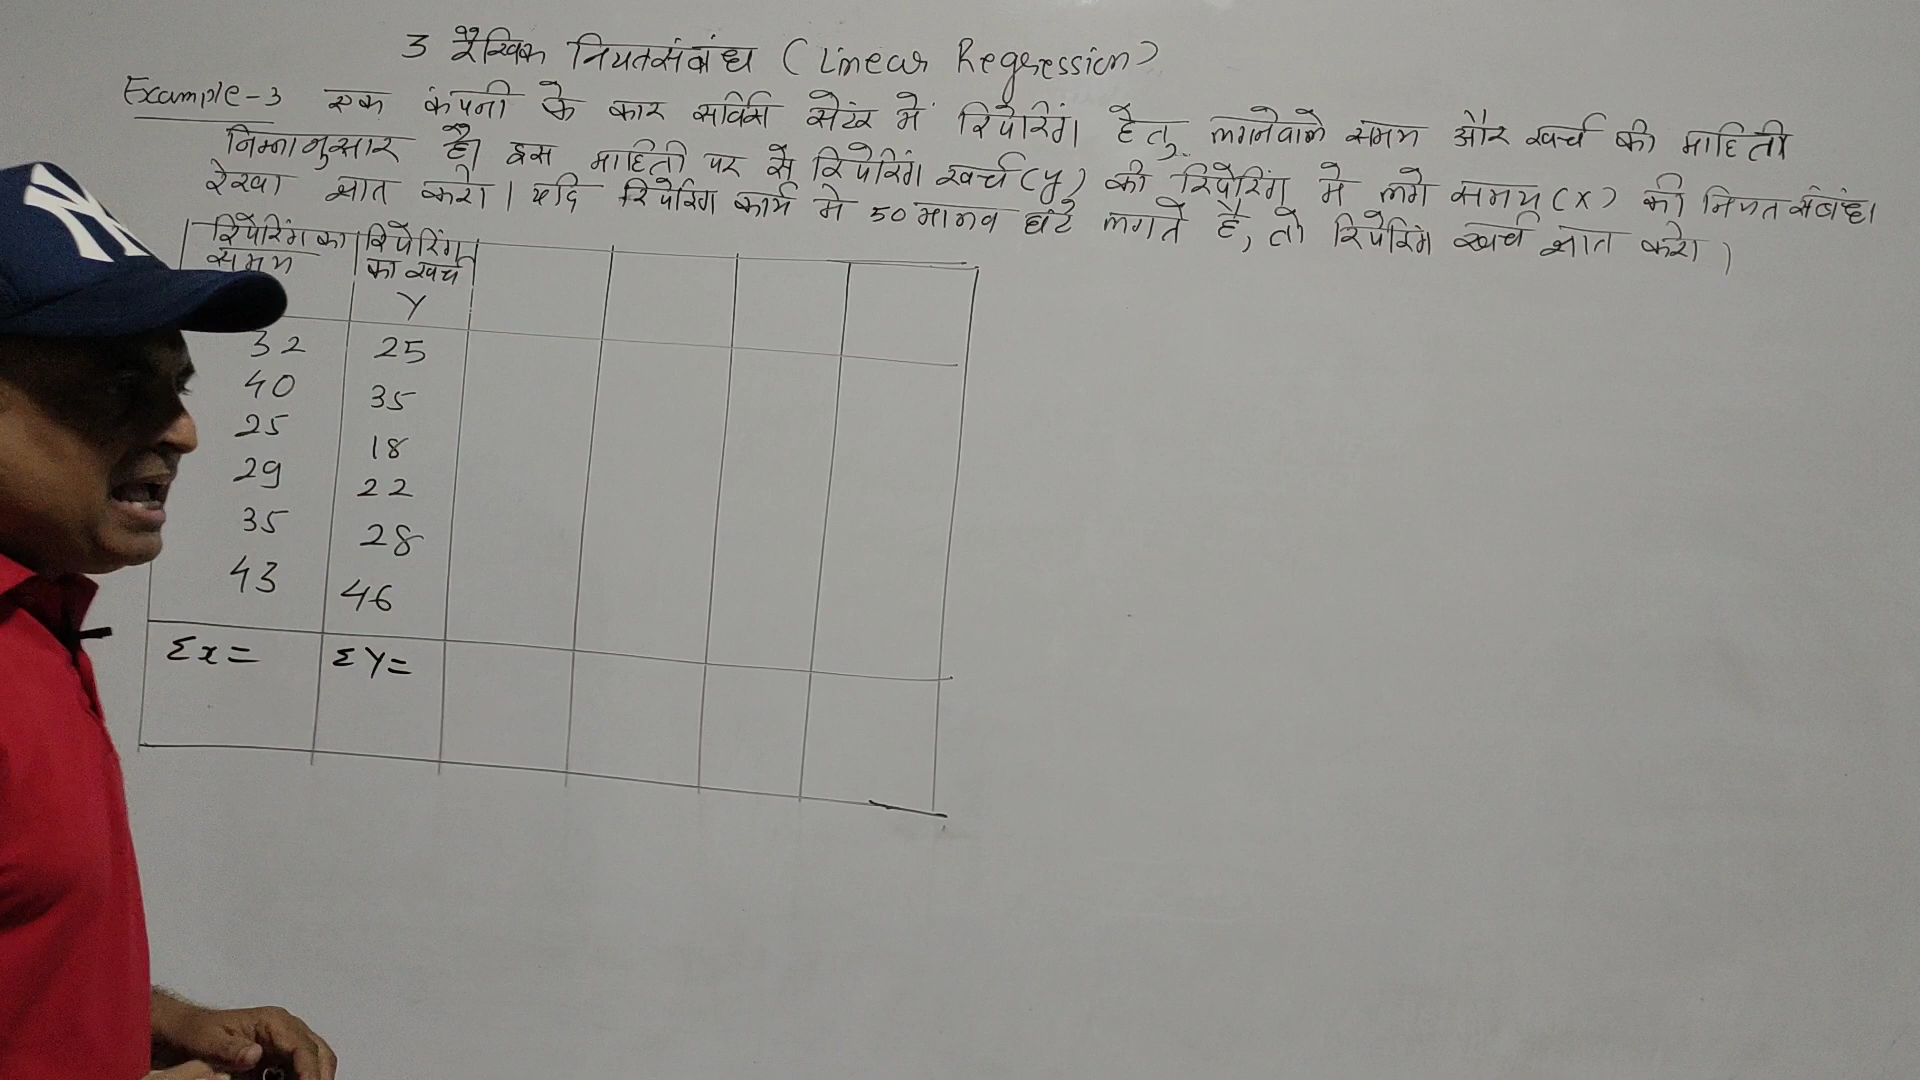 3 रैखिक नियतसंबंध (Linear Regression)
Example-3 एक कंपनी के कार सर्विस सेंटर में रिपेरिंग हेतु लगनेवाले समय और खर्च की माहिती
निम्नानुसार है। इस माहिती पर से रिपेरिंग खर्च (y) की रिपेरिंग मे लगे समय (x) की नियत संबंध।
रेखा ज्ञात करो। यदि रिपेरिंग कार्य मे 50 मानव घंटे लगते है, तो रिपेरिंग खर्च ज्ञात करो।
रिपेरिंग का समय रिपेरिंग का खर्च
Y
32 25
40 35
25 18
29 22
35 28
43 46
Σx= ΣY=
NY